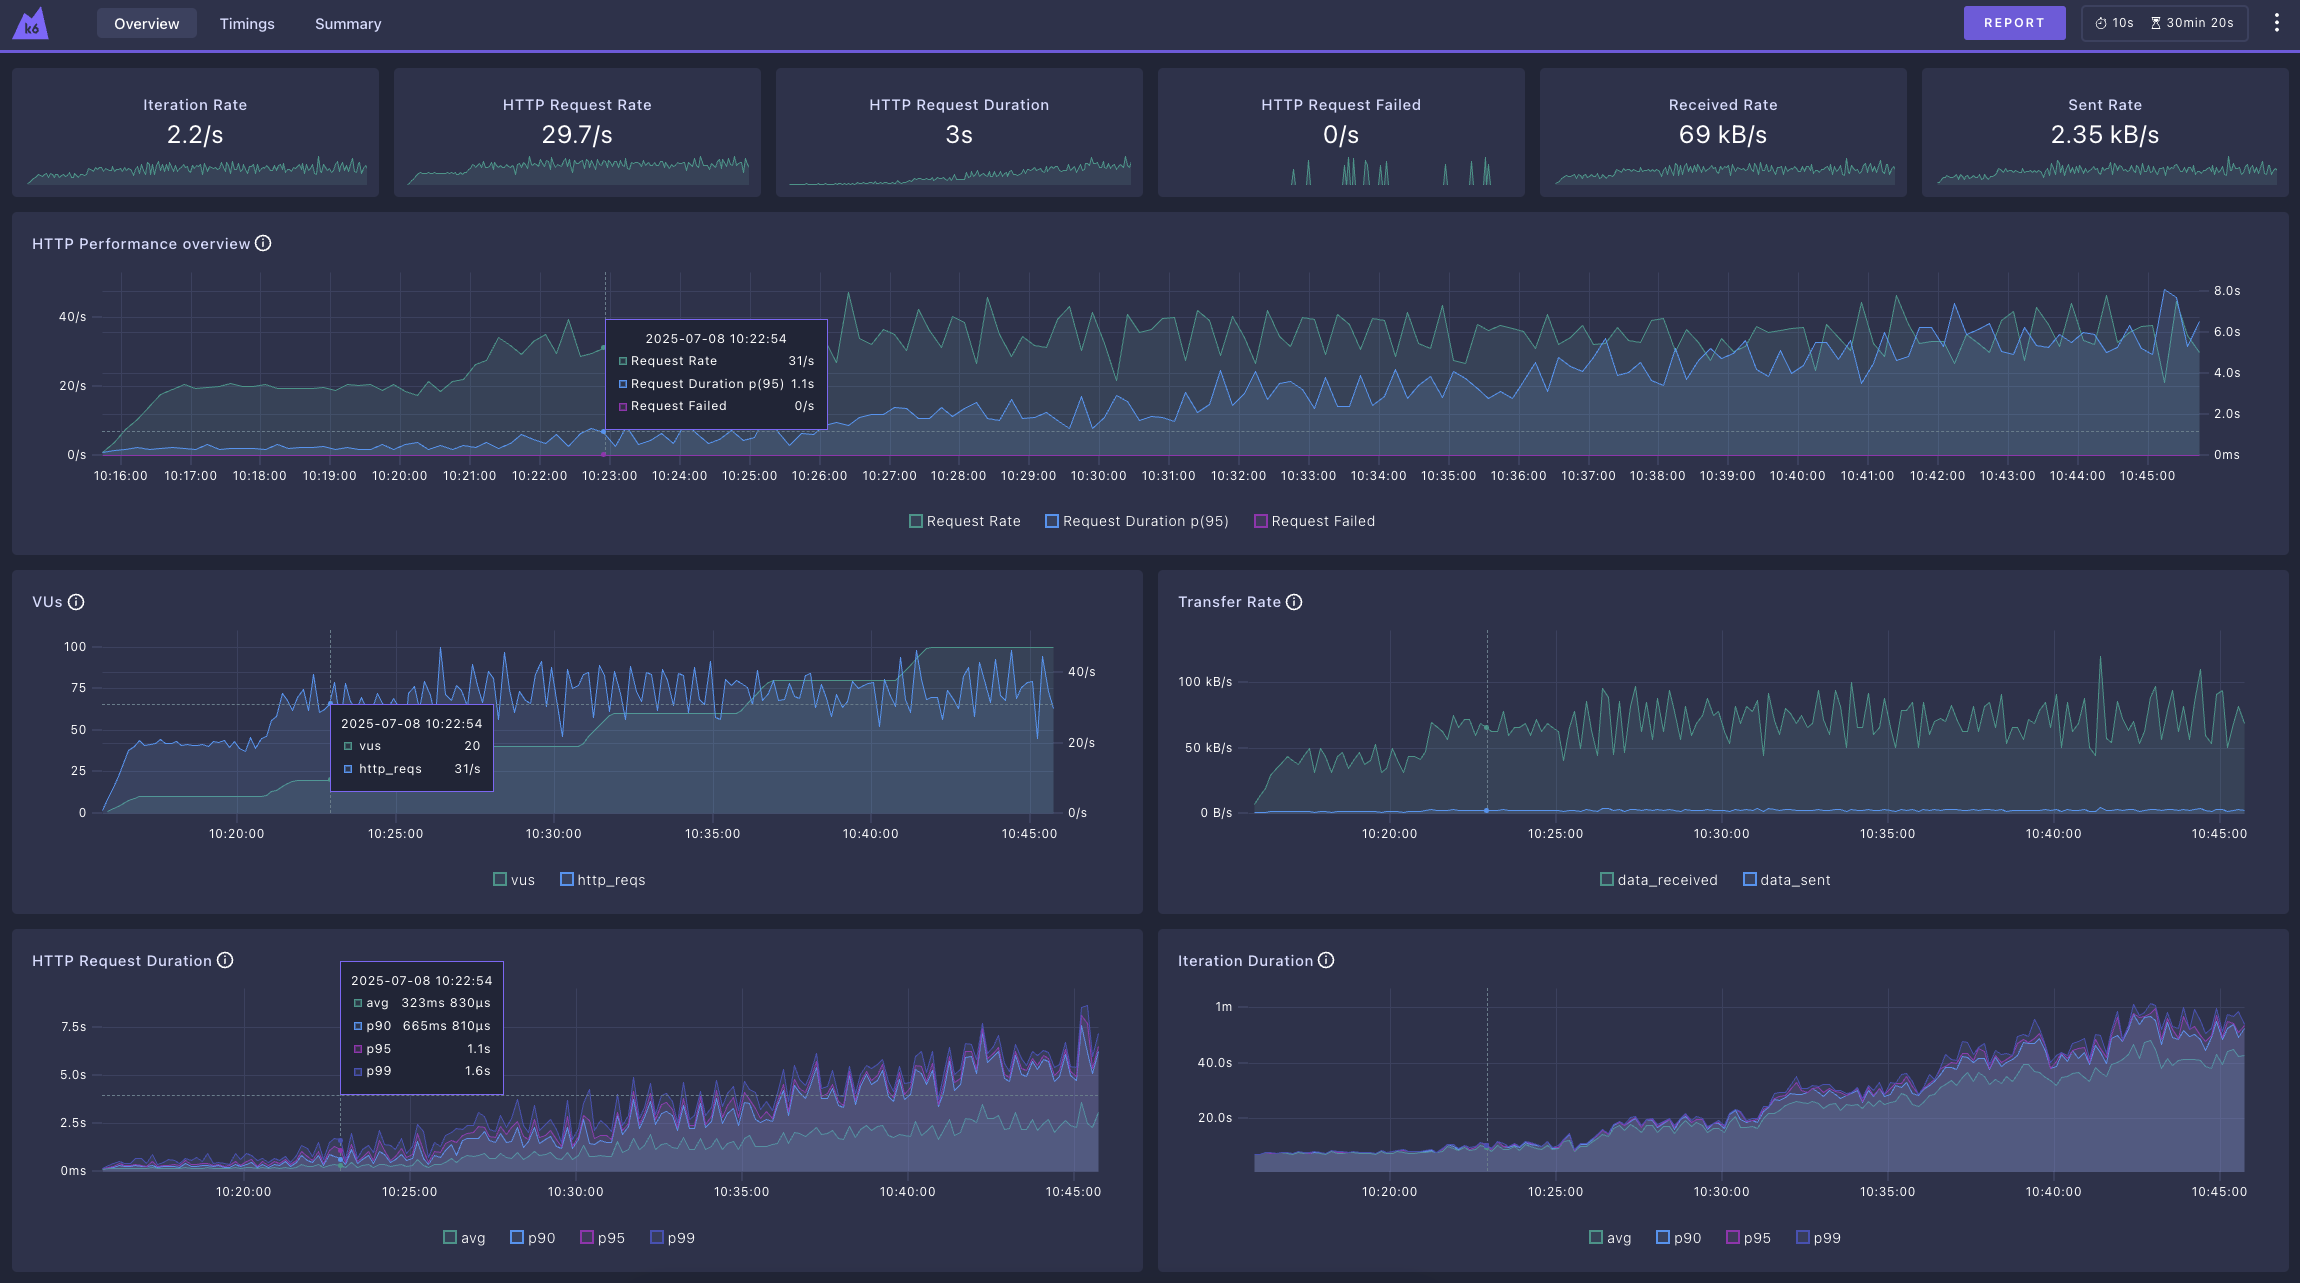 k6
Overview
Timings
Summary
REPORT
10s
30min 20s
Iteration Rate
2.2/s
HTTP Request Rate
29.7/s
HTTP Request Duration
3s
HTTP Request Failed
0/s
Received Rate
69 kB/s
Sent Rate
2.35 kB/s
HTTP Performance overview
40/s
20/s
0/s
8.0s
6.0s
4.0s
2.0s
0ms
2025-07-08 10:22:54
Request Rate 31/s
Request Duration p(95) 1.1s
Request Failed 0/s
10:16:00 10:17:00 10:18:00 10:19:00 10:20:00 10:21:00 10:22:00 10:23:00 10:24:00 10:25:00 10:26:00 10:27:00 10:28:00 10:29:00 10:30:00 10:31:00 10:32:00 10:33:00 10:34:00 10:35:00 10:36:00 10:37:00 10:38:00 10:39:00 10:40:00 10:41:00 10:42:00 10:43:00 10:44:00 10:45:00
Request Rate Request Duration p(95) Request Failed
VUs
100
75
50
25
0
40/s
20/s
0/s
2025-07-08 10:22:54
vus 20
http_reqs 31/s
10:20:00 10:25:00 10:30:00 10:35:00 10:40:00 10:45:00
vus http_reqs
Transfer Rate
100 kB/s
50 kB/s
0 B/s
10:20:00 10:25:00 10:30:00 10:35:00 10:40:00 10:45:00
data_received data_sent
HTTP Request Duration
7.5s
5.0s
2.5s
0ms
2025-07-08 10:22:54
avg 323ms 830µs
p90 665ms 810µs
p95 1.1s
p99 1.6s
10:20:00 10:25:00 10:30:00 10:35:00 10:40:00 10:45:00
avg p90 p95 p99
Iteration Duration
1m
40.0s
20.0s
10:20:00 10:25:00 10:30:00 10:35:00 10:40:00 10:45:00
avg p90 p95 p99